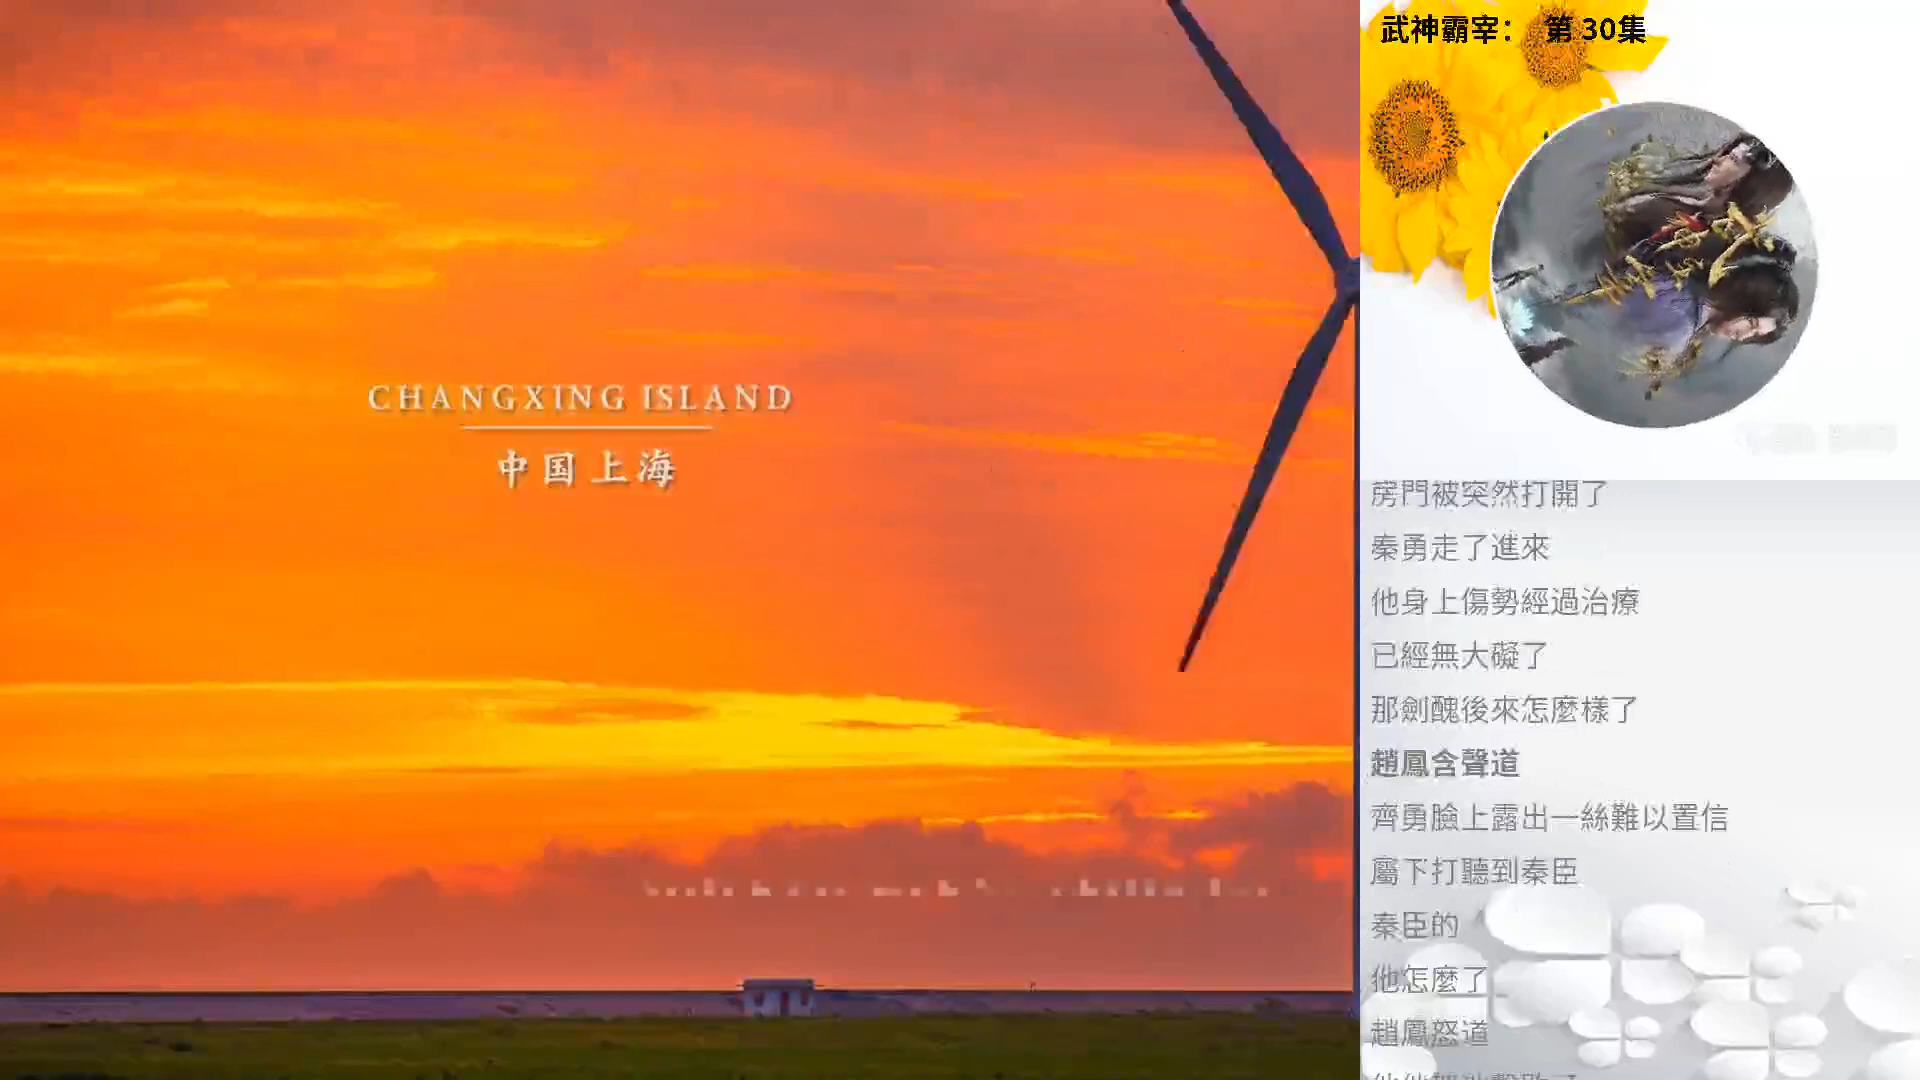 CHANGXING ISLAND
中国上海
武神霸宰： 第 30集
房門被突然打開了
秦勇走了進來
他身上傷勢經過治療
已經無大礙了
那劍醜後來怎麼樣了
趙鳳含聲道
齊勇臉上露出一絲難以置信
屬下打聽到秦臣
秦臣的
他怎麼了
趙鳳怒道